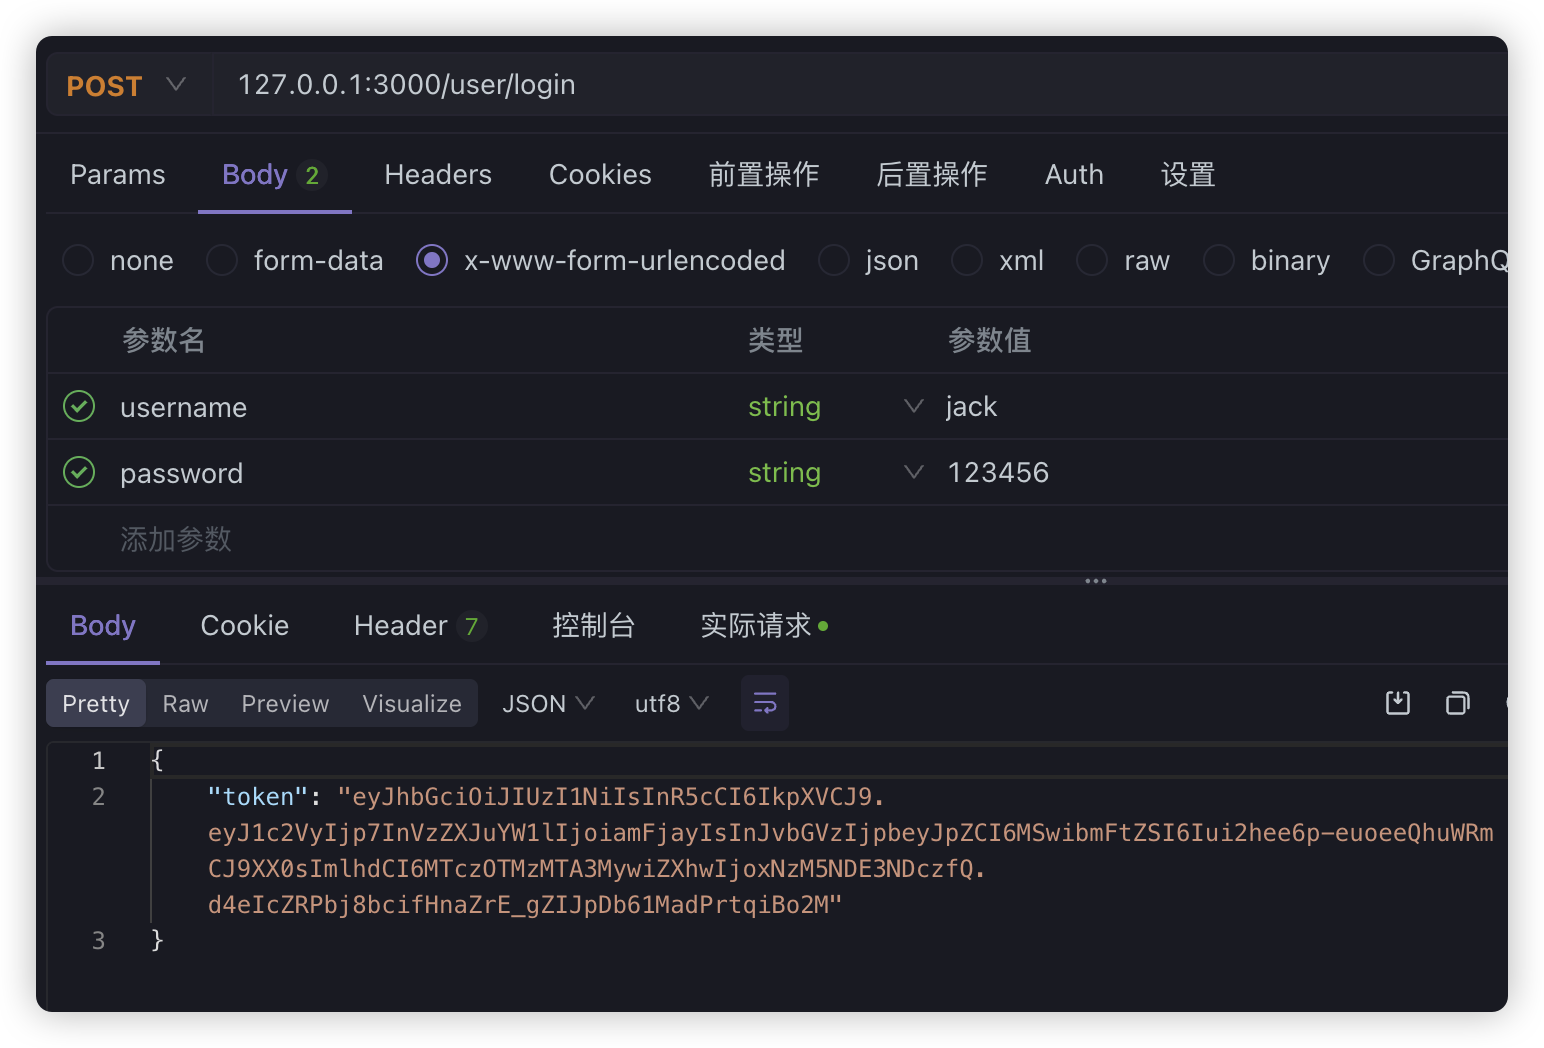 POST 127.0.0.1:3000/user/login
Params Body 2 Headers Cookies 前置操作 后置操作 Auth 设置
none form-data x-www-form-urlencoded json xml raw binary GraphQ
参数名 类型 参数值
username string jack
password string 123456
添加参数
Body Cookie Header 7 控制台 实际请求
Pretty Raw Preview Visualize JSON utf8
1 {
2 "token": "eyJhbGciOiJIUzI1NiIsInR5cCI6IkpXVCJ9.
eyJ1c2VyIjp7InVzZXJuYW1lIjoiamFjayIsInJvbGVzIjpbeyJpZCI6MSwibmFtZSI6Iui2hee6p-euoeeQhuWRm
CJ9XX0sImlhdCI6MTczOTMzMTA3MywiZXhwIjoxNzM5NDE3NDczfQ.
d4eIcZRPbj8bcifHnaZrE_gZIJpDb61MadPrtqiBo2M"
3 }